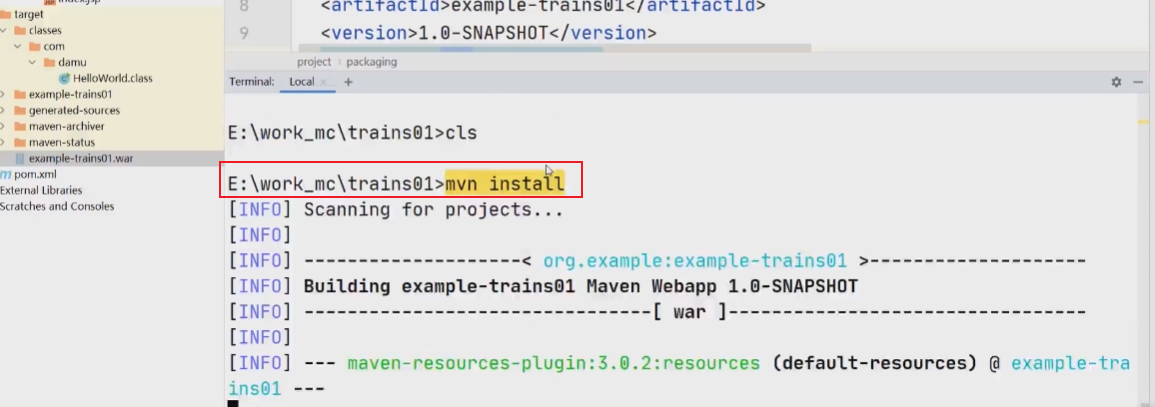 target
classes
com
damu
HelloWorld.class
example-trains01
generated-sources
maven-archiver
maven-status
example-trains01.war
pom.xml
External Libraries
Scratches and Consoles
8 <artifactId>example-trains01</artifactId>
9 <version>1.0-SNAPSHOT</version>
project › packaging
Terminal: Local × +
E:\work_mc\trains01>cls
E:\work_mc\trains01>mvn install
[INFO] Scanning for projects...
[INFO]
[INFO] --------------------< org.example:example-trains01 >--------------------
[INFO] Building example-trains01 Maven Webapp 1.0-SNAPSHOT
[INFO] --------------------------------[ war ]---------------------------------
[INFO]
[INFO] --- maven-resources-plugin:3.0.2:resources (default-resources) @ example-tra
ins01 ---